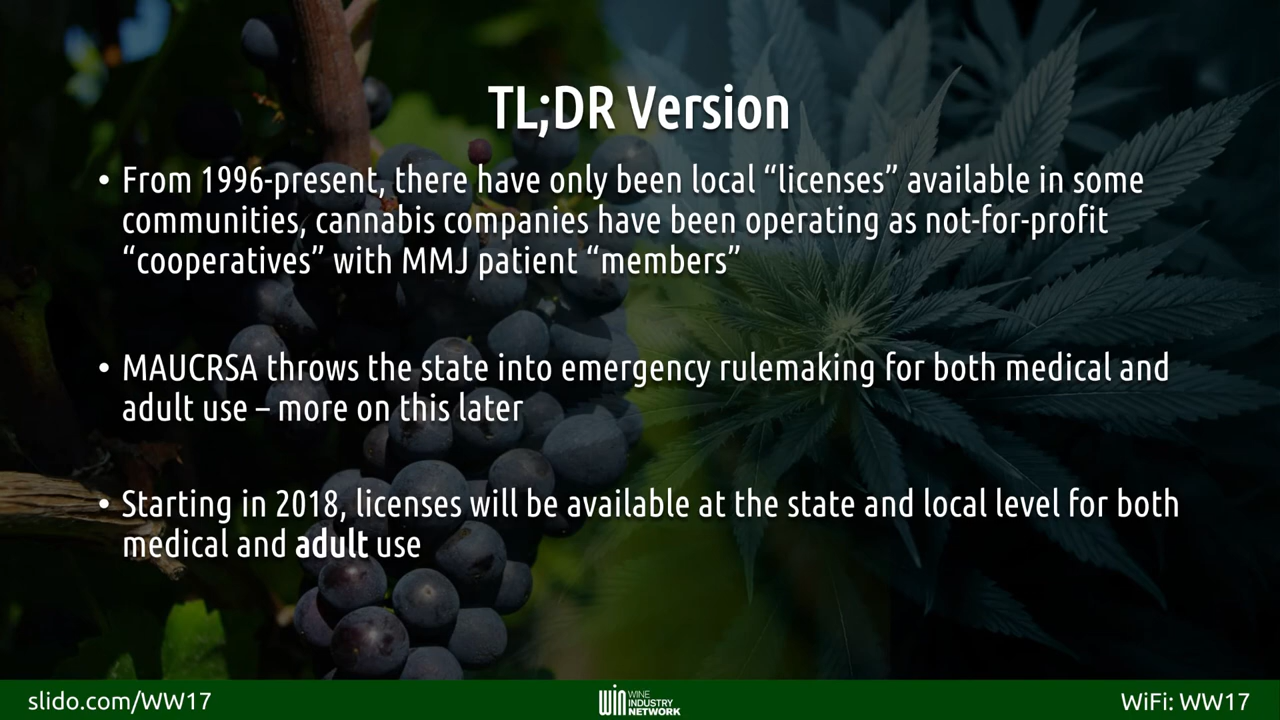 TL;DR Version
• From 1996-present, there have only been local “licenses” available in some
communities, cannabis companies have been operating as not-for-profit
“cooperatives” with MMJ patient “members”
• MAUCRSA throws the state into emergency rulemaking for both medical and
adult use – more on this later
• Starting in 2018, licenses will be available at the state and local level for both
medical and adult use
slido.com/WW17
win WINE
INDUSTRY
NETWORK
WiFi: WW17